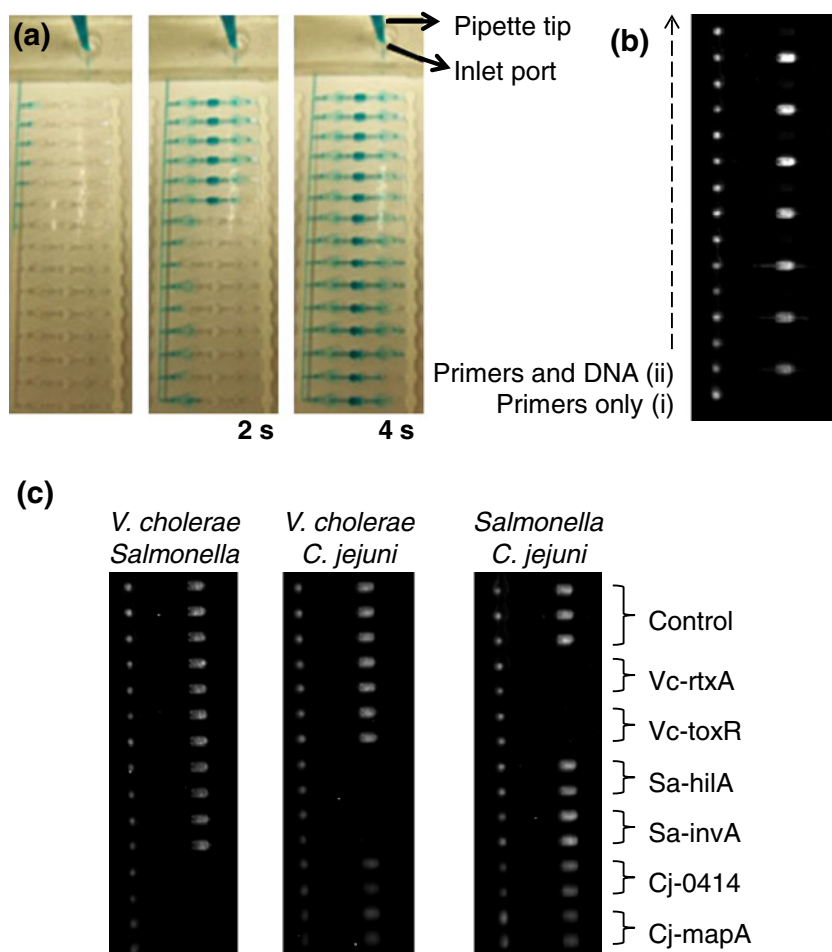 (a)
Pipette tip
Inlet port
2 s
4 s
(b)
Primers and DNA (ii)
Primers only (i)
(c)
V. cholerae
Salmonella
V. cholerae
C. jejuni
Salmonella
C. jejuni
Control
Vc-rtxA
Vc-toxR
Sa-hilA
Sa-invA
Cj-0414
Cj-mapA